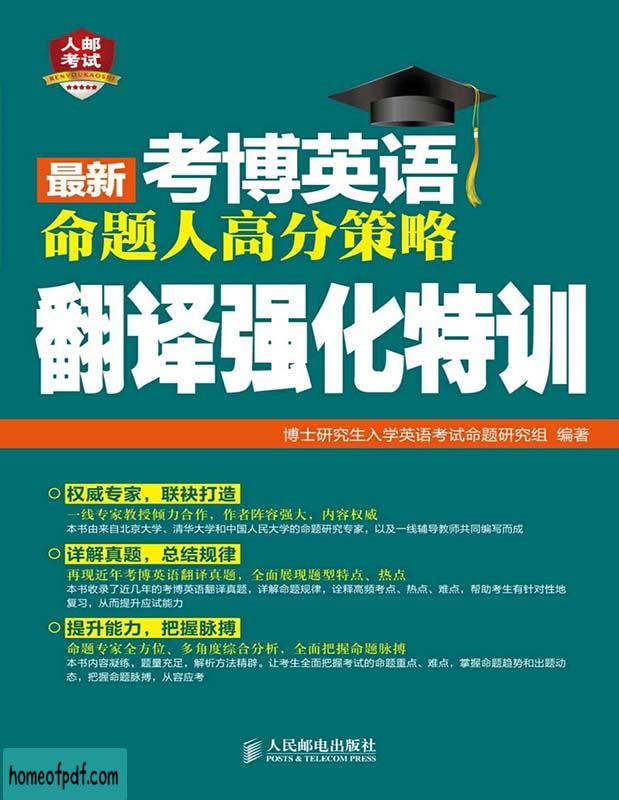 人邮
考试
RENYOUKAOSHI
最新
考博英语
命题人高分策略
翻译强化特训
博士研究生入学英语考试命题研究组 编著
权威专家，联袂打造
一线专家教授倾力合作，作者阵容强大，内容权威
本书由来自北京大学、清华大学和中国人民大学的命题研究专家，以及一线辅导教师共同编写而成
详解真题，总结规律
再现近年考博英语翻译真题，全面展现题型特点、热点
本书收录了近几年的考博英语翻译真题，详解命题规律，诠释高频考点、热点、难点，帮助考生有针对性地
复习，从而提升应试能力
提升能力，把握脉搏
命题专家全方位、多角度综合分析，全面把握命题脉搏
本书内容凝练，题量充足，解析方法精辟。让考生全面把握考试的命题重点、难点，掌握命题趋势和出题动
态，把握命题脉搏，从容应考
人民邮电出版社
POSTS & TELECOM PRESS
homeofpdf.com